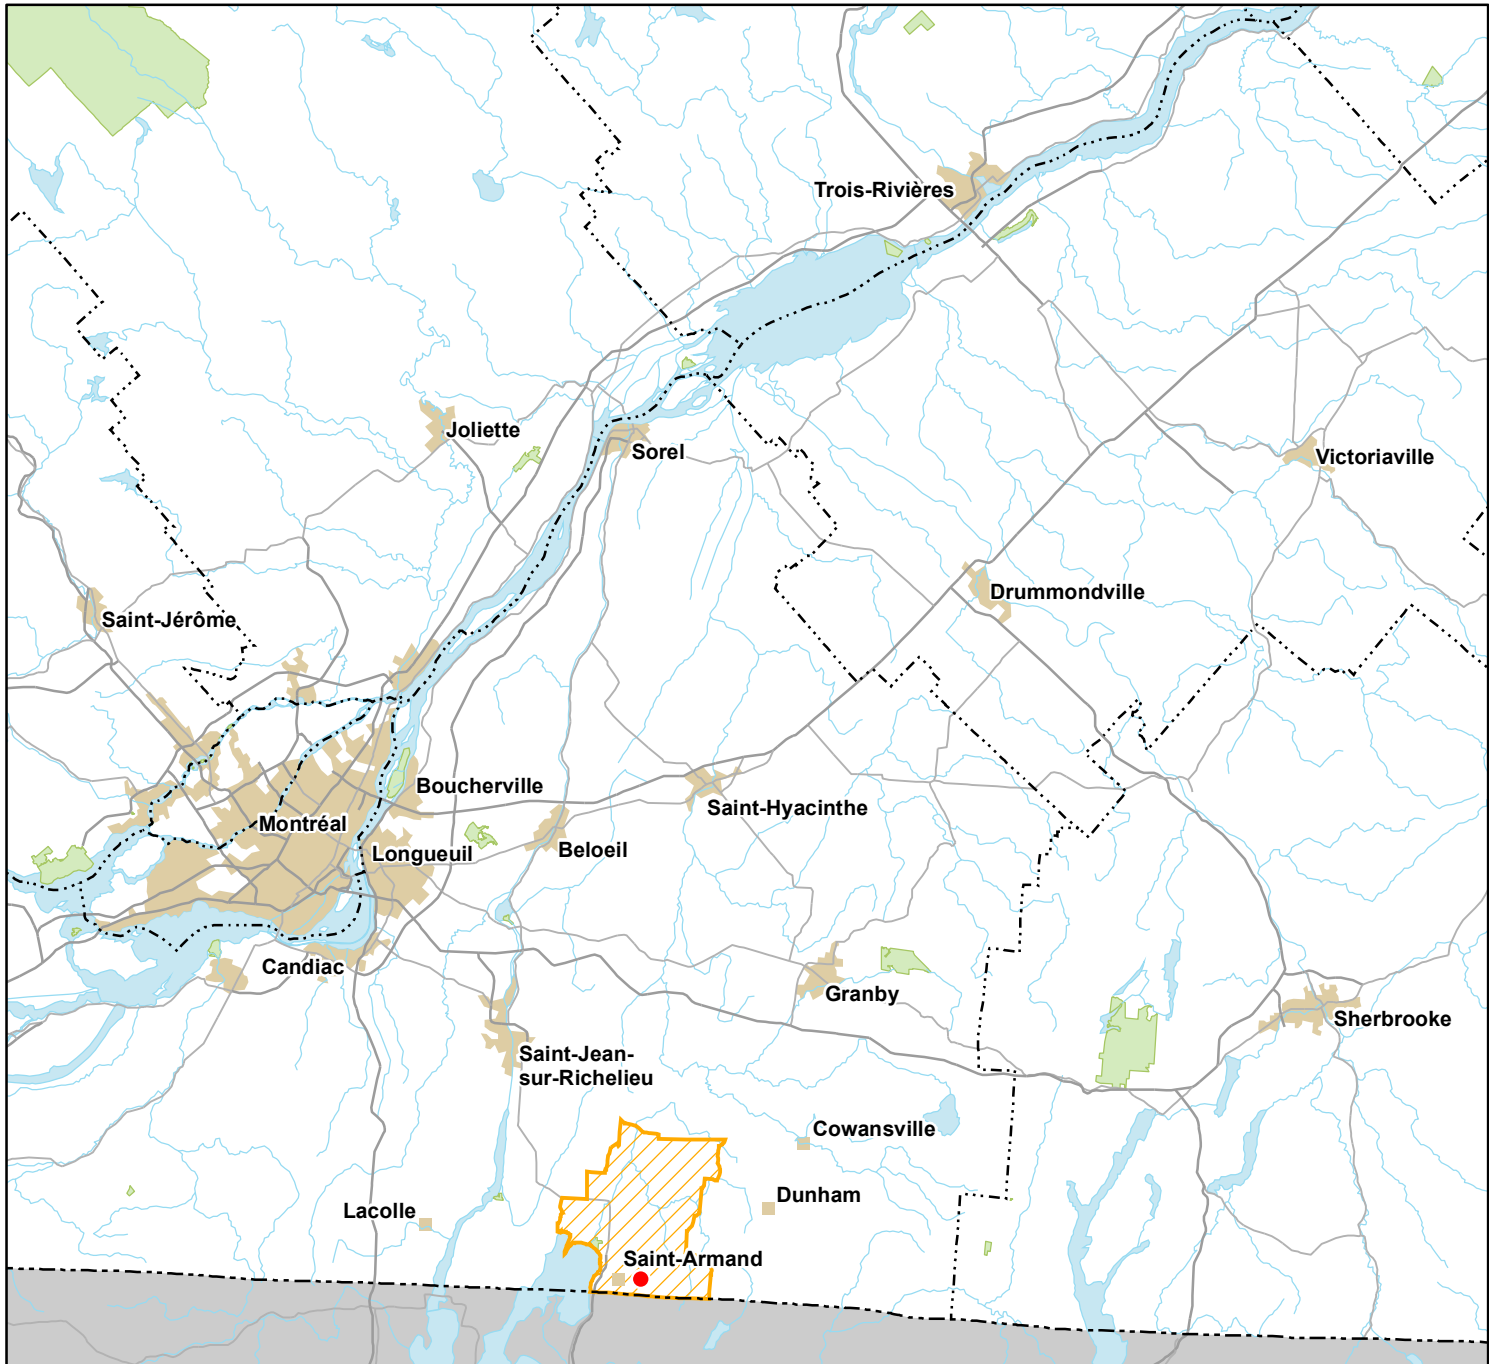 Trois-Rivières
Joliette
Sorel
Victoriaville
Drummondville
Saint-Jérôme
Boucherville
Saint-Hyacinthe
Montréal
Longueuil
Beloeil
Candiac
Granby
Sherbrooke
Saint-Jean-
sur-Richelieu
Cowansville
Dunham
Lacolle
Saint-Armand